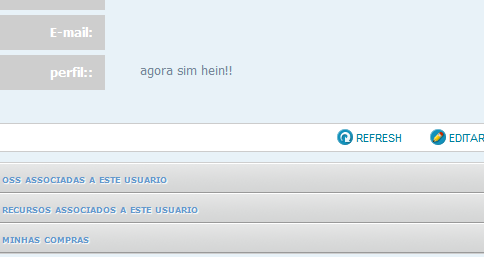 E-mail:
perfil:: agora sim hein!!
REFRESH EDITAR
OSS ASSOCIADAS A ESTE USUARIO
RECURSOS ASSOCIADOS A ESTE USUARIO
MINHAS COMPRAS